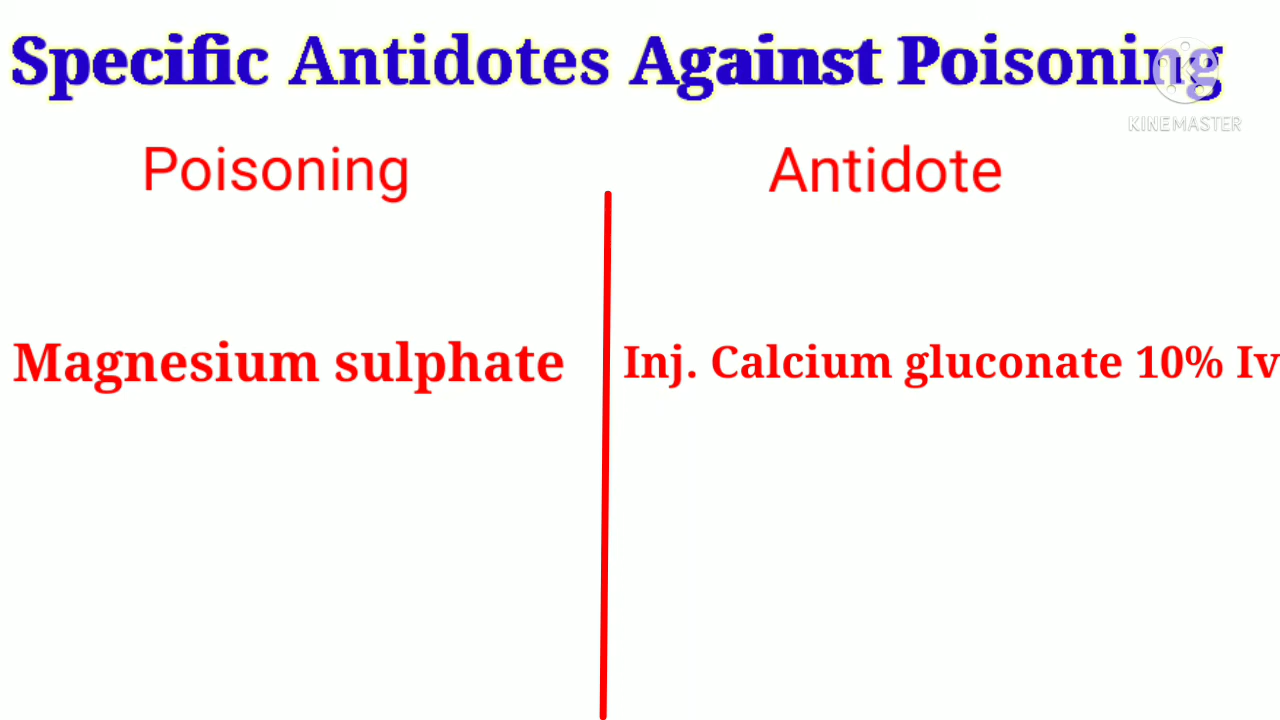 Specific Antidotes Against Poisoning
KINEMASTER
Poisoning Antidote
Magnesium sulphate Inj. Calcium gluconate 10% Iv